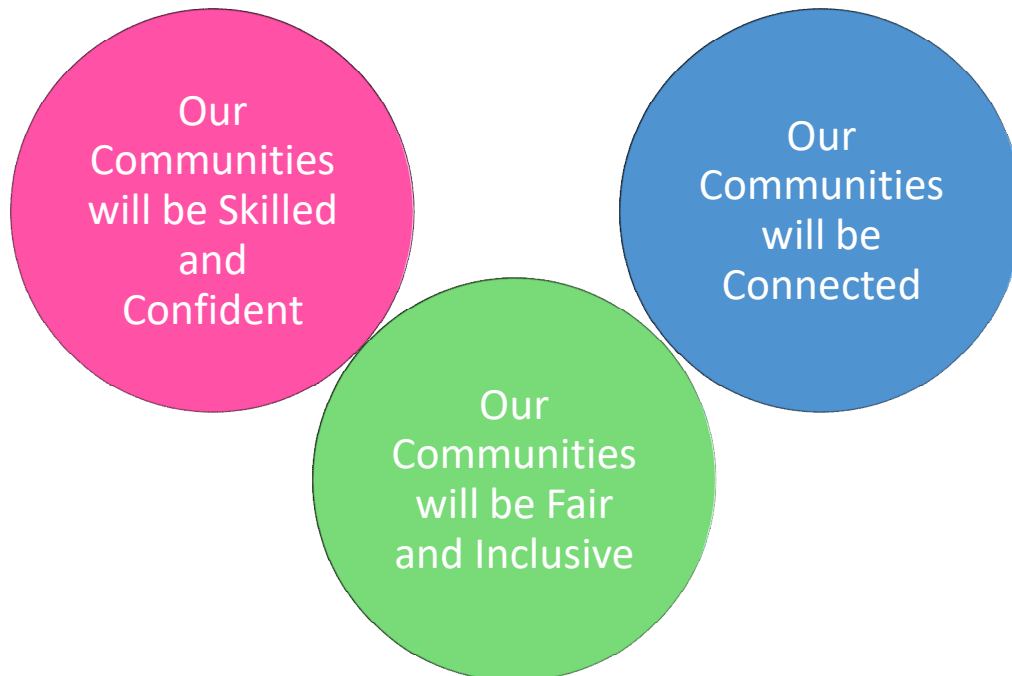 Our
Communities
will be Skilled
and
Confident
Our
Communities
will be
Connected
Our
Communities
will be Fair
and Inclusive